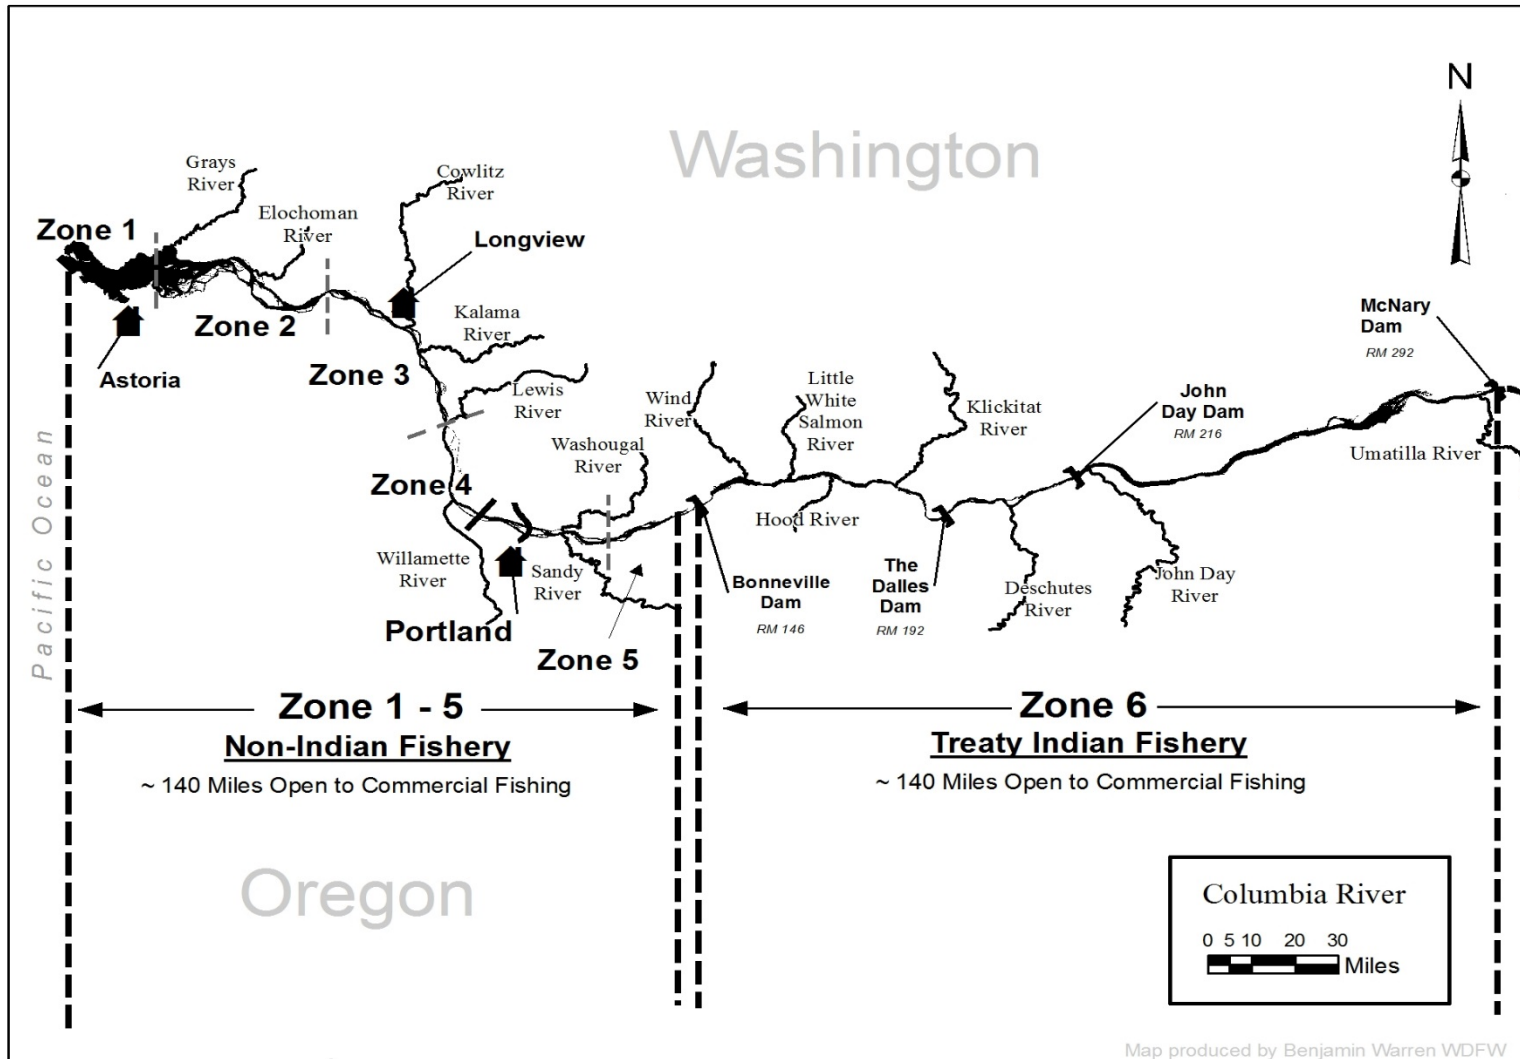 N
Washington
Grays
River
Cowlitz
River
Elochoman
River
Zone 1
Longview
Zone 2
Astoria
Kalama
River
Zone 3
Lewis
River
McNary
Dam
RM 292
Wind
River
Little
White
Salmon
River
Klickitat
River
John
Day Dam
RM 216
Washougal
River
Umatilla River
Zone 4
Hood River
Pacific Ocean
Willamette
River
Sandy
River
Bonneville
Dam
RM 146
The
Dalles
Dam
RM 192
Deschutes
River
John Day
River
Portland
Zone 5
Zone 1 - 5
Non-Indian Fishery
~ 140 Miles Open to Commercial Fishing
Zone 6
Treaty Indian Fishery
~ 140 Miles Open to Commercial Fishing
Oregon
Columbia River
0 5 10 20 30
Miles
Map produced by Benjamin Warren WDFW